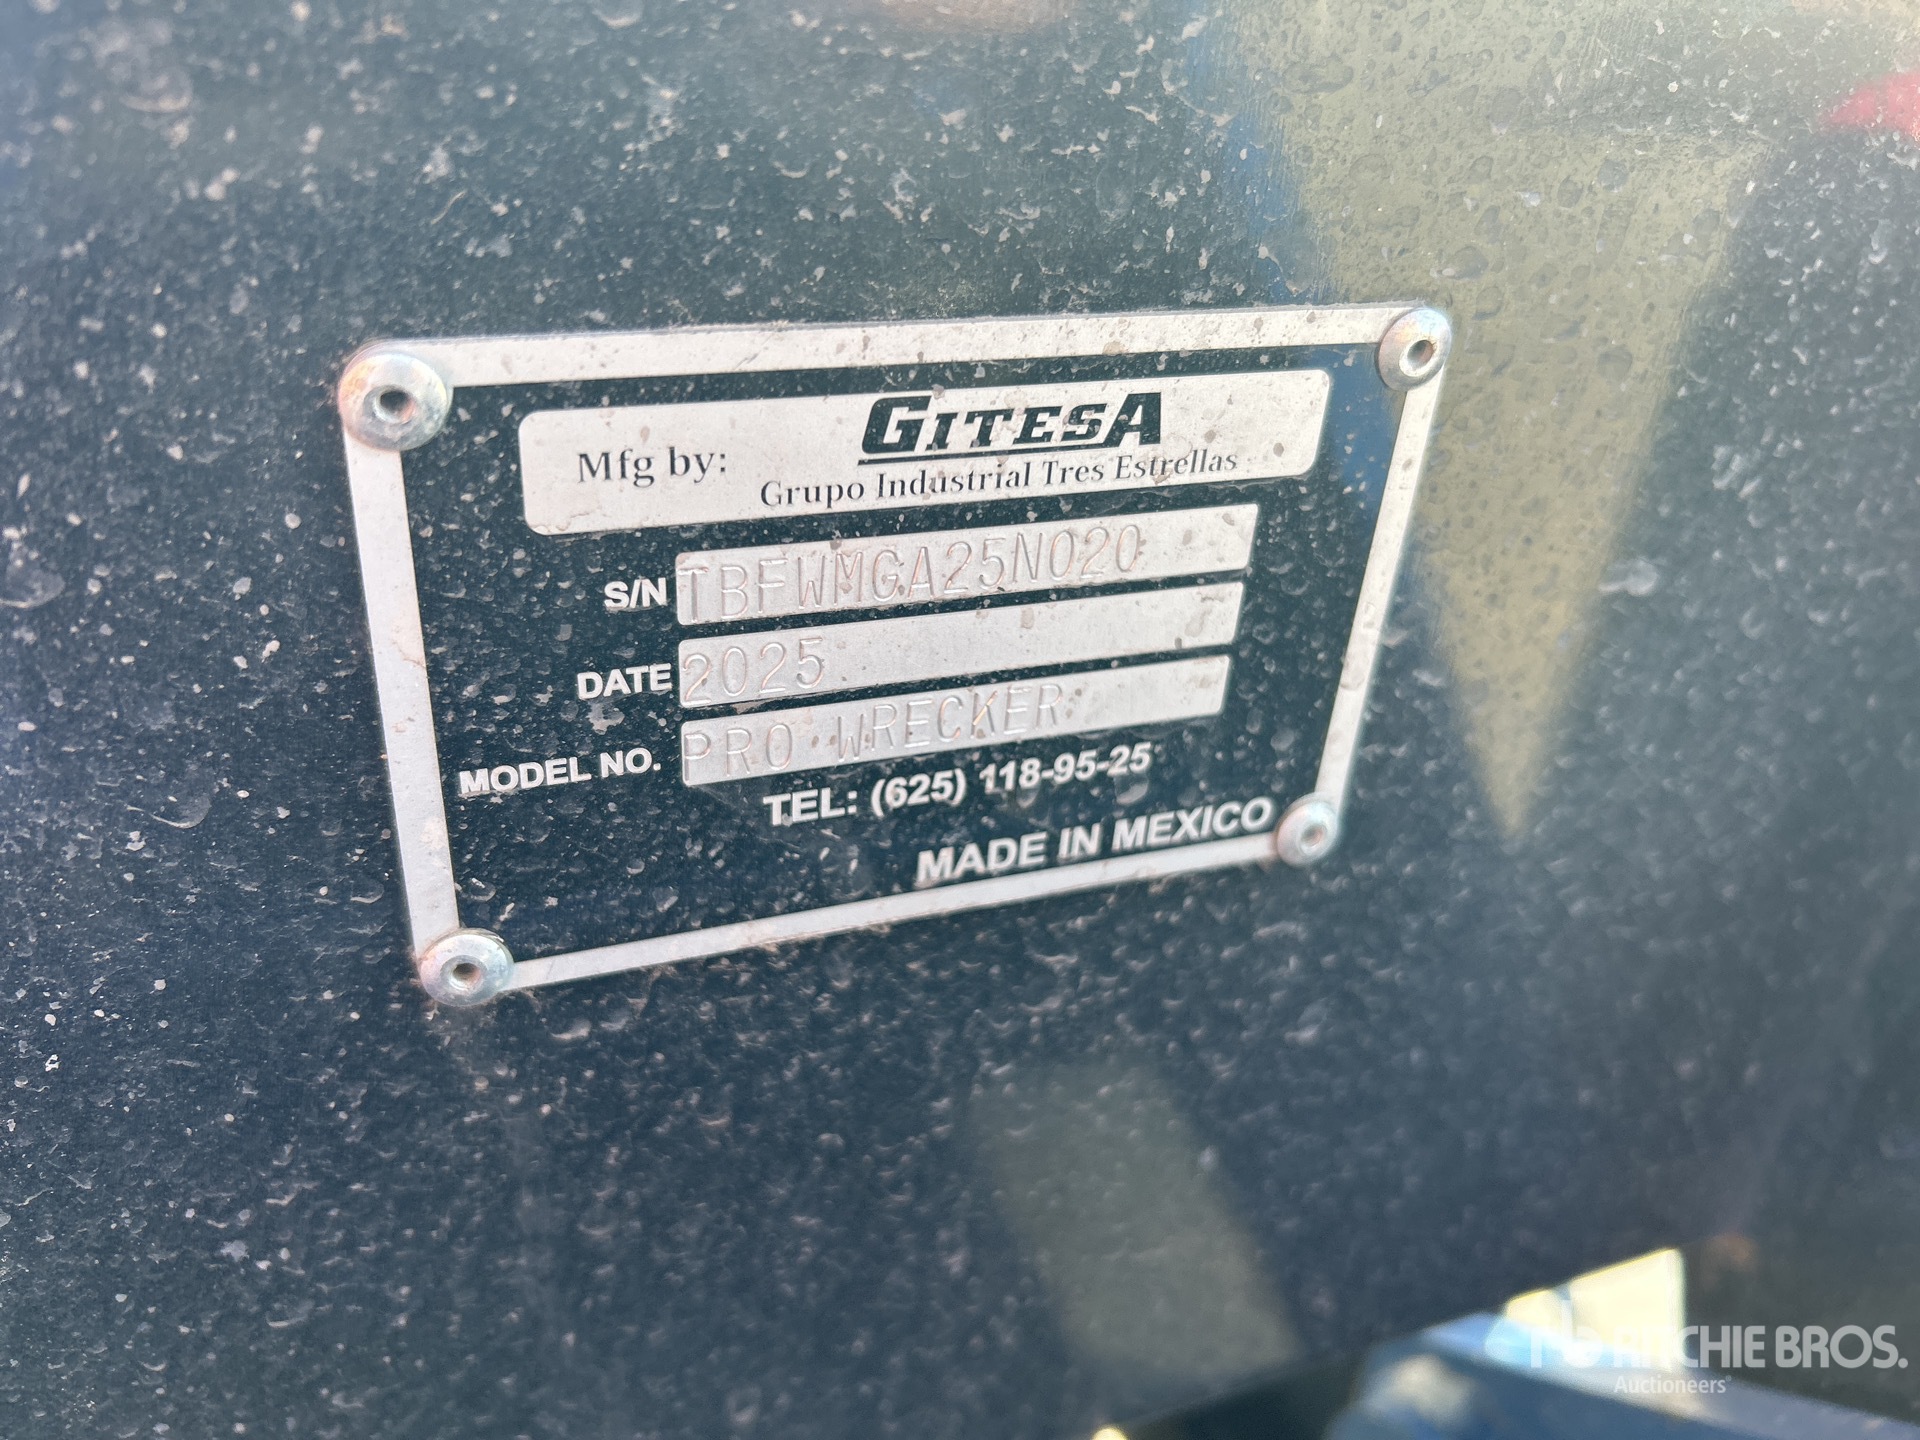 Mfg by: GITESA
Grupo Industrial Tres Estrellas
S/N TBFWMGA25N020
DATE 2025
MODEL NO. PRO WRECKER
TEL: (625) 118-95-25
MADE IN MEXICO
RITCHIE BROS.
Auctioneers